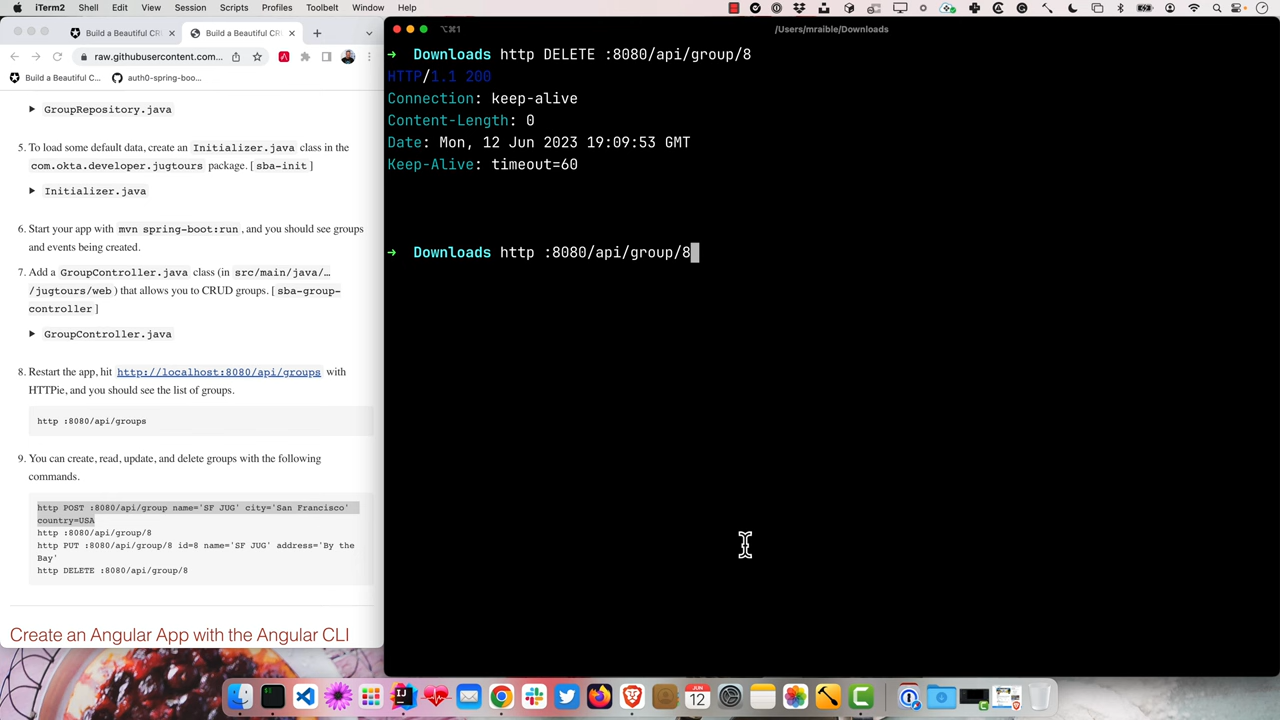 iTerm2 Shell Edit View Session Scripts Profiles Toolbelt Window Help
Build a Beautiful C
Build a Beautiful CR
raw.githubusercontent.com...
Build a Beautiful C...
auth0-spring-boo...
GroupRepository.java
5. To load some default data, create an Initializer.java class in the
com.okta.developer.jugtours package. [ sba-init ]
Initializer.java
6. Start your app with mvn spring-boot:run, and you should see groups
and events being created.
7. Add a GroupController.java class (in src/main/java/…
/jugtours/web ) that allows you to CRUD groups. [ sba-group-
controller ]
GroupController.java
8. Restart the app, hit http://localhost:8080/api/groups with
HTTPie, and you should see the list of groups.
http :8080/api/groups
9. You can create, read, update, and delete groups with the following
commands.
http POST :8080/api/group name='SF JUG' city='San Francisco'
country=USA
http :8080/api/group/8
http PUT :8080/api/group/8 id=8 name='SF JUG' address='By the
Bay'
http DELETE :8080/api/group/8
Create an Angular App with the Angular CLI
⌥⌘1
/Users/mraible/Downloads
➜ Downloads http DELETE :8080/api/group/8
HTTP/1.1 200
Connection: keep-alive
Content-Length: 0
Date: Mon, 12 Jun 2023 19:09:53 GMT
Keep-Alive: timeout=60
➜ Downloads http :8080/api/group/8
JUN
12